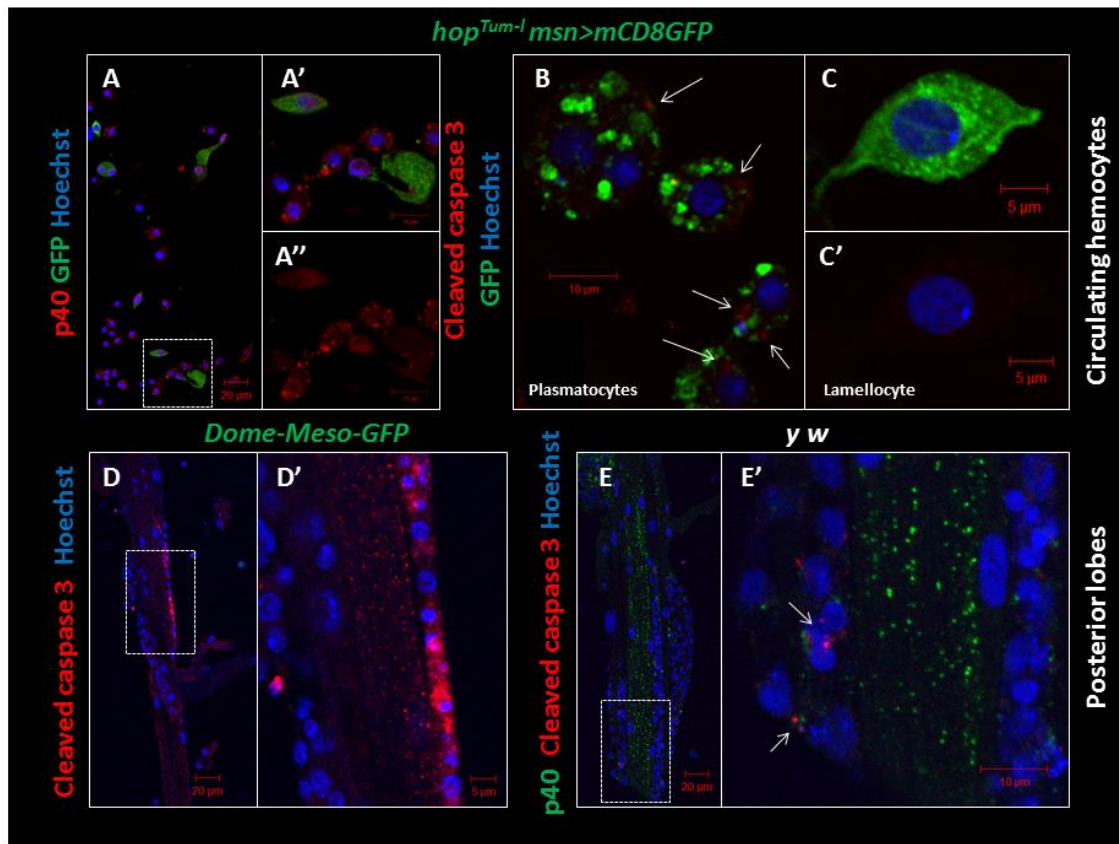 hop^Tum-l msn>mCD8GFP
p40 GFP Hoechst
A
20 µm
A’
A’’
Cleaved caspase 3
GFP Hoechst
B
10 µm
Plasmatocytes
C
5 µm
C’
5 µm
Lamellocyte
Circulating hemocytes
Dome-Meso-GFP
Cleaved caspase 3 Hoechst
D
20 µm
D’
5 µm
y w
p40 Cleaved caspase 3 Hoechst
E
20 µm
E’
10 µm
Posterior lobes